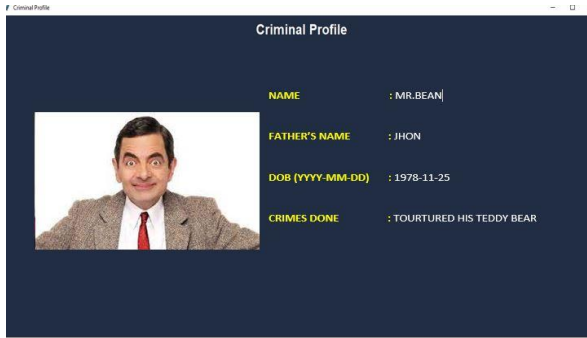 Criminal Profile
Criminal Profile
NAME : MR.BEAN
FATHER'S NAME : JHON
DOB (YYYY-MM-DD) : 1978-11-25
CRIMES DONE : TOURTURED HIS TEDDY BEAR